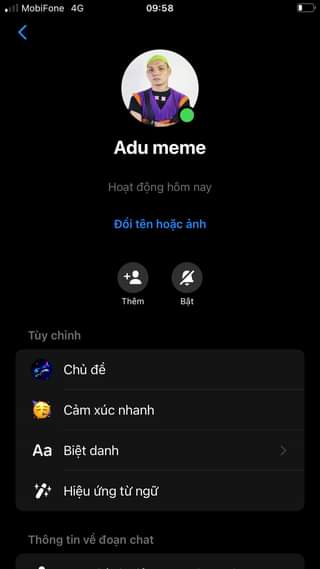 MobiFone 4G 09:58
Adu meme
Hoạt động hôm nay
Đổi tên hoặc ảnh
Thêm Bật
Tùy chỉnh
Chủ đề
Cảm xúc nhanh
Aa Biệt danh
Hiệu ứng từ ngữ
Thông tin về đoạn chat